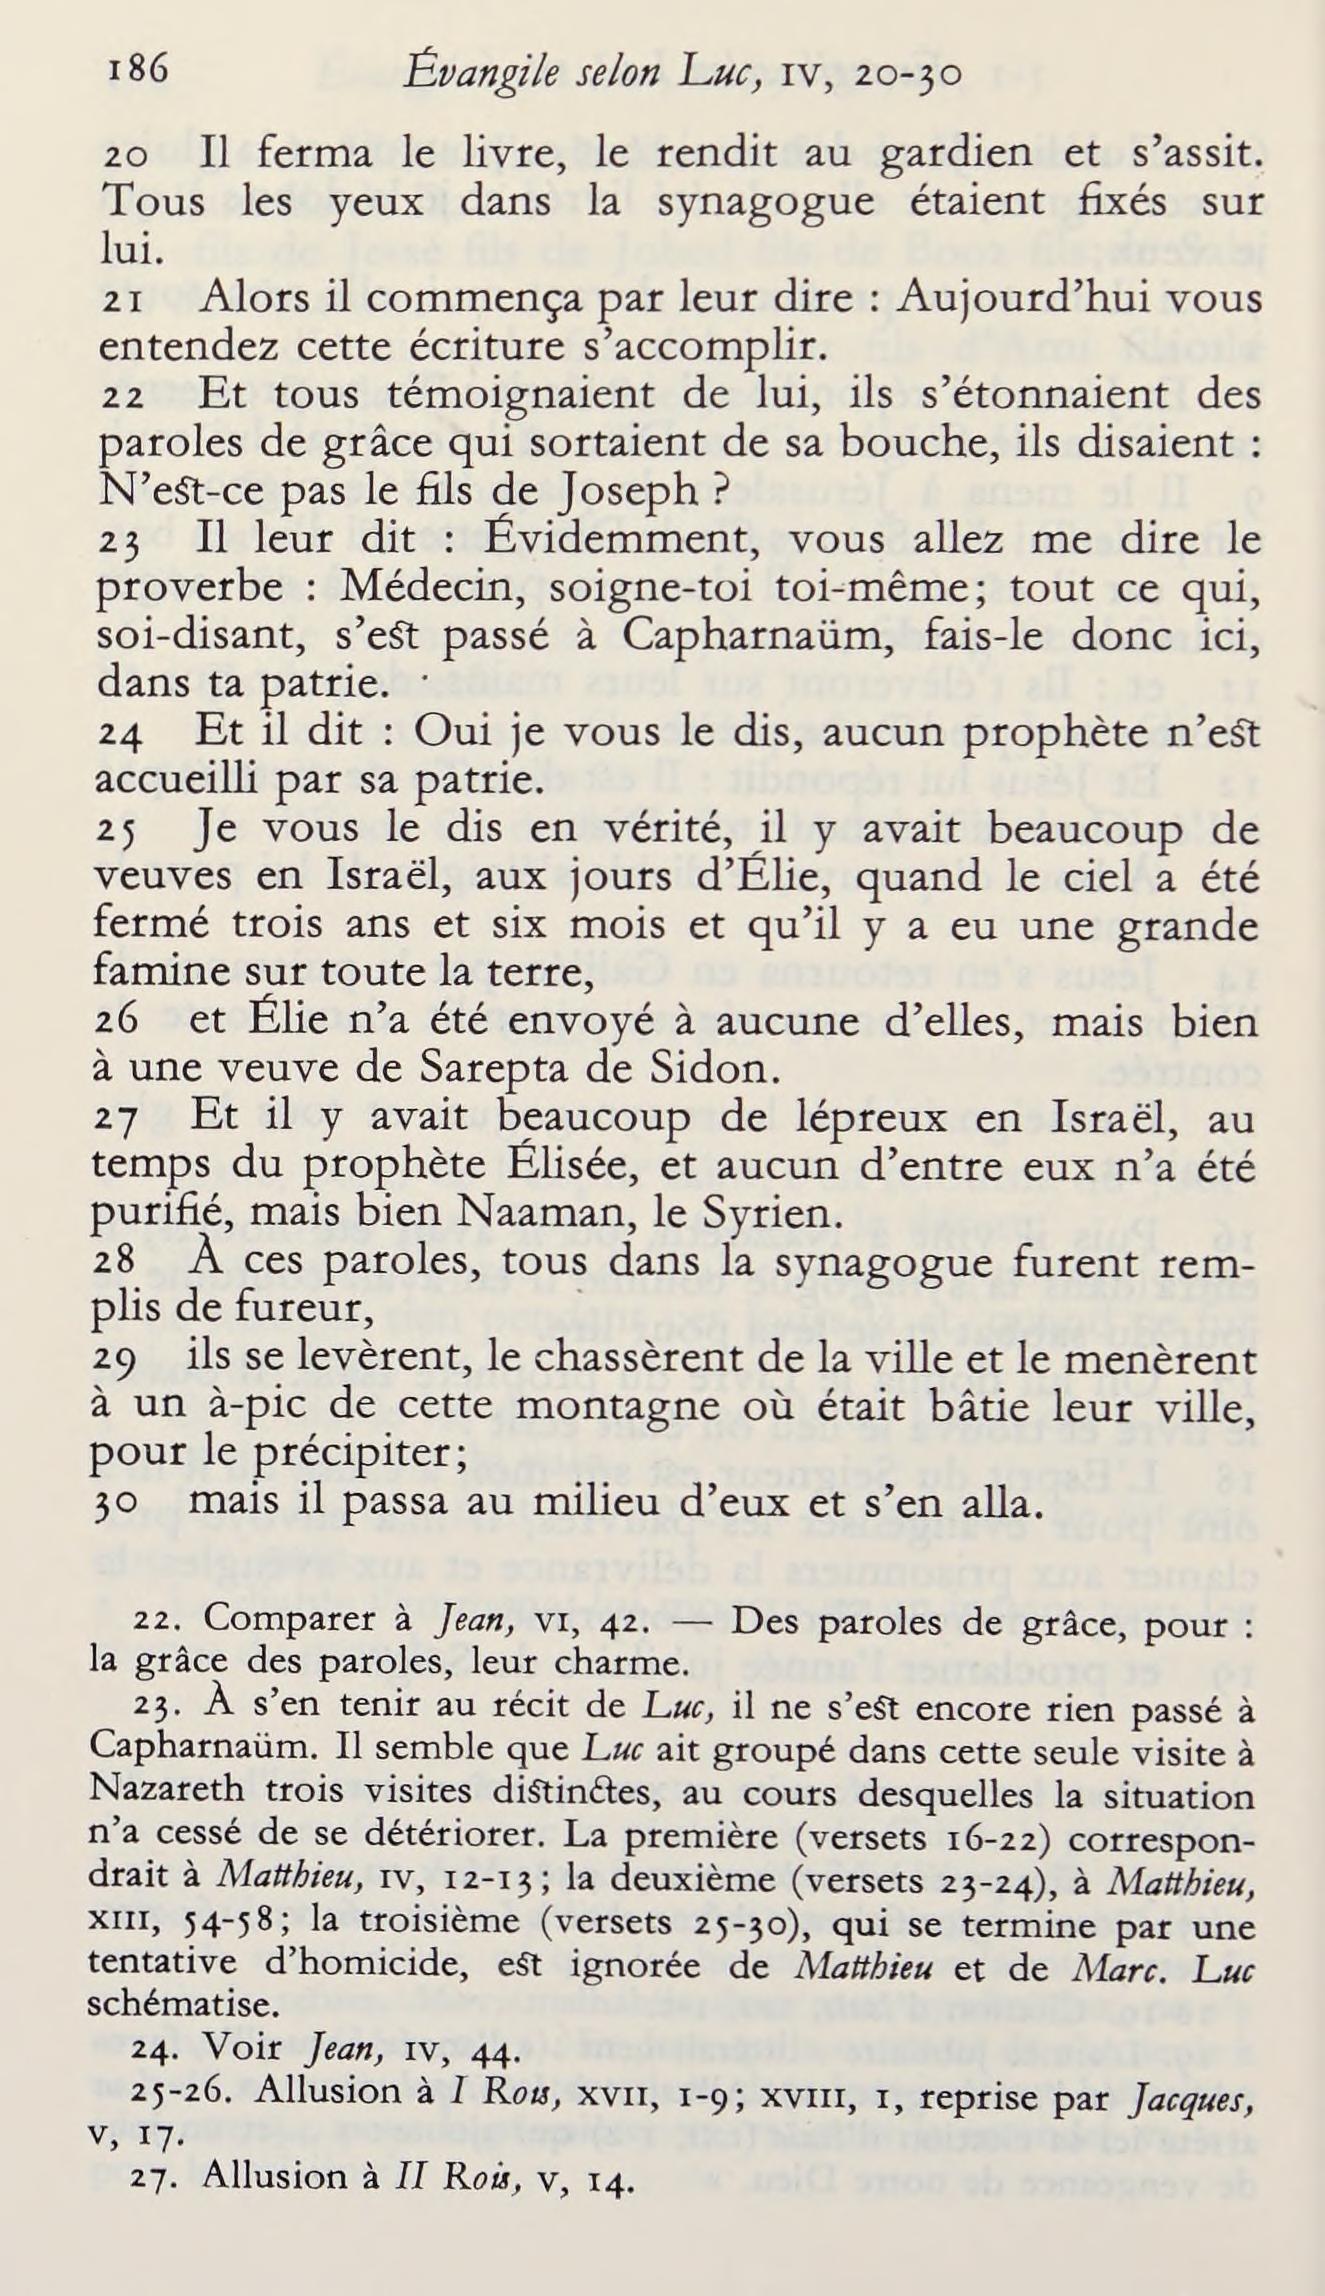 186 Évangile selon Luc, IV, 20-30
20 Il ferma le livre, le rendit au gardien et s’assit.
Tous les yeux dans la synagogue étaient fixés sur
lui.
21 Alors il commença par leur dire : Aujourd’hui vous
entendez cette écriture s’accomplir.
22 Et tous témoignaient de lui, ils s’étonnaient des
paroles de grâce qui sortaient de sa bouche, ils disaient :
N’est-ce pas le fils de Joseph ?
23 Il leur dit : Évidemment, vous allez me dire le
proverbe : Médecin, soigne-toi toi-même; tout ce qui,
soi-disant, s’est passé à Capharnaüm, fais-le donc ici,
dans ta patrie.
24 Et il dit : Oui je vous le dis, aucun prophète n’est
accueilli par sa patrie.
25 Je vous le dis en vérité, il y avait beaucoup de
veuves en Israël, aux jours d’Élie, quand le ciel a été
fermé trois ans et six mois et qu’il y a eu une grande
famine sur toute la terre,
26 et Élie n’a été envoyé à aucune d’elles, mais bien
à une veuve de Sarepta de Sidon.
27 Et il y avait beaucoup de lépreux en Israël, au
temps du prophète Élisée, et aucun d’entre eux n’a été
purifié, mais bien Naaman, le Syrien.
28 À ces paroles, tous dans la synagogue furent rem-
plis de fureur,
29 ils se levèrent, le chassèrent de la ville et le menèrent
à un à-pic de cette montagne où était bâtie leur ville,
pour le précipiter;
30 mais il passa au milieu d’eux et s’en alla.
22. Comparer à Jean, VI, 42. — Des paroles de grâce, pour :
la grâce des paroles, leur charme.
23. À s’en tenir au récit de Luc, il ne s’est encore rien passé à
Capharnaüm. Il semble que Luc ait groupé dans cette seule visite à
Nazareth trois visites distinctes, au cours desquelles la situation
n’a cessé de se détériorer. La première (versets 16-22) correspon-
drait à Matthieu, IV, 12-13; la deuxième (versets 23-24), à Matthieu,
XIII, 54-58; la troisième (versets 25-30), qui se termine par une
tentative d’homicide, est ignorée de Matthieu et de Marc. Luc
schématise.
24. Voir Jean, IV, 44.
25-26. Allusion à I Rois, XVII, 1-9; XVIII, 1, reprise par Jacques,
V, 17.
27. Allusion à II Rois, V, 14.